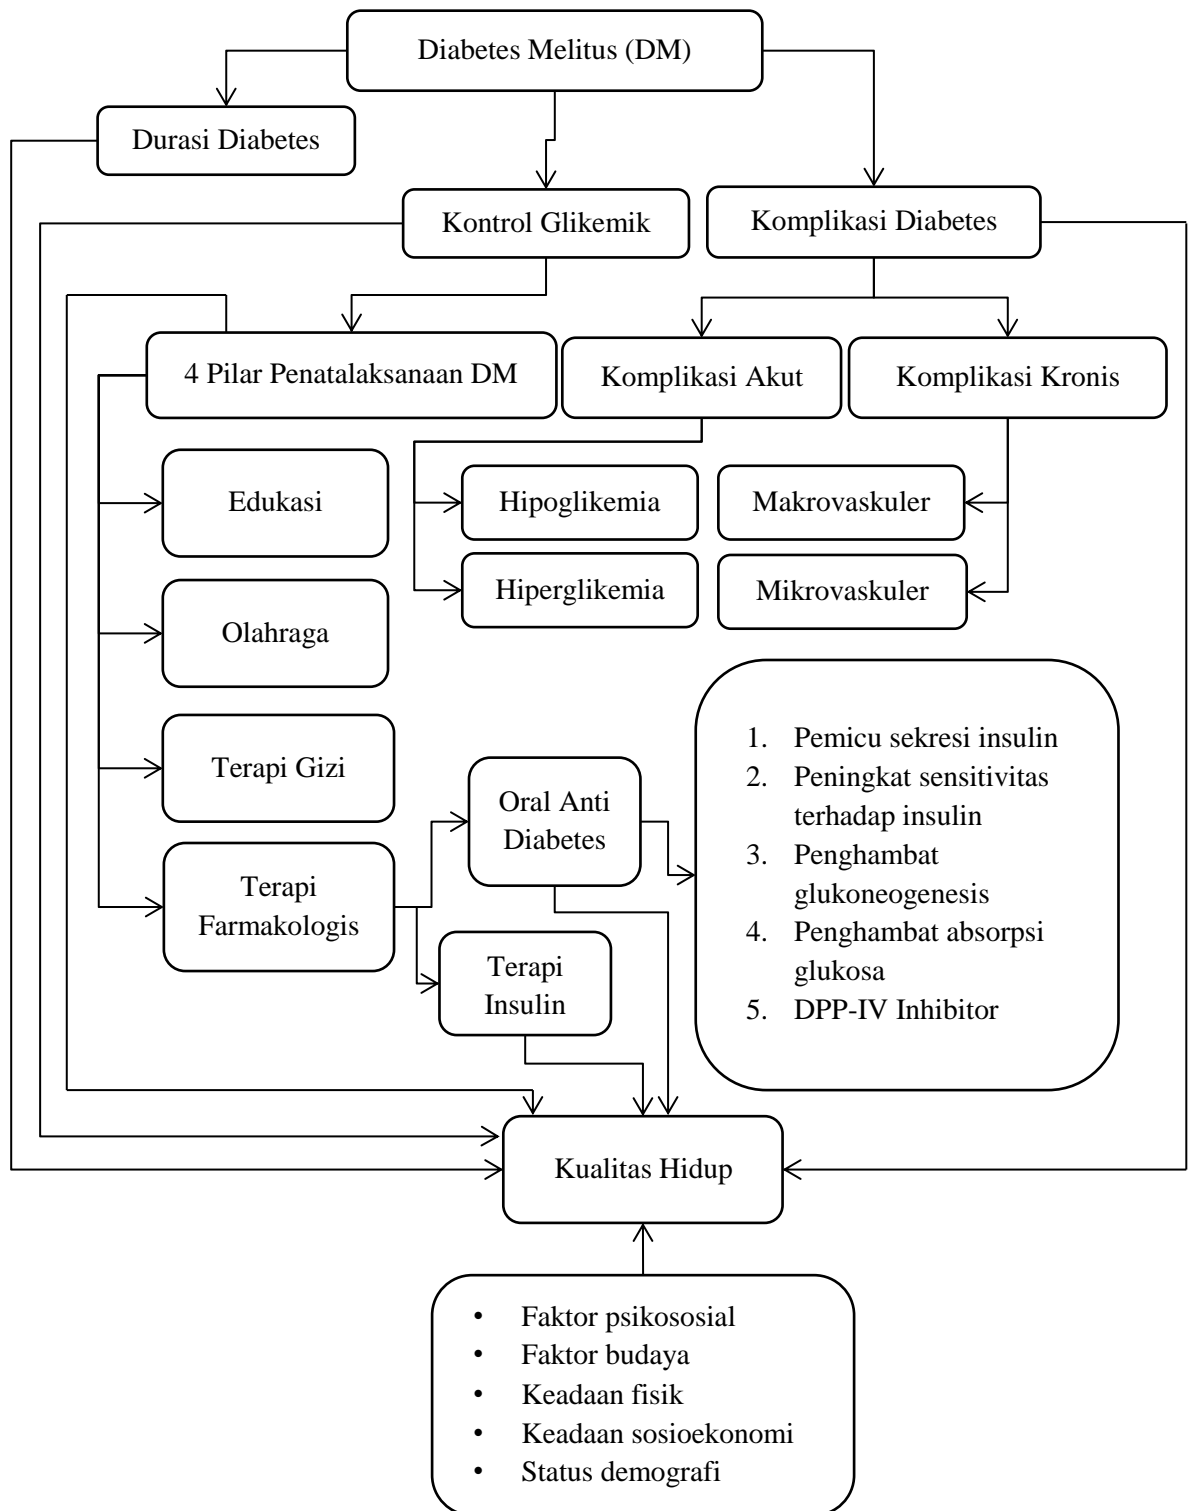 Diabetes Melitus (DM)
Durasi Diabetes
Kontrol Glikemik
Komplikasi Diabetes
4 Pilar Penatalaksanaan DM
Komplikasi Akut
Komplikasi Kronis
Edukasi
Hipoglikemia
Makrovaskuler
Hiperglikemia
Mikrovaskuler
Olahraga
Terapi Gizi
Oral Anti
Diabetes
1. Pemicu sekresi insulin
2. Peningkat sensitivitas
terhadap insulin
3. Penghambat
glukoneogenesis
4. Penghambat absorpsi
glukosa
5. DPP-IV Inhibitor
Terapi
Farmakologis
Terapi
Insulin
Kualitas Hidup
• Faktor psikososial
• Faktor budaya
• Keadaan fisik
• Keadaan sosioekonomi
• Status demografi